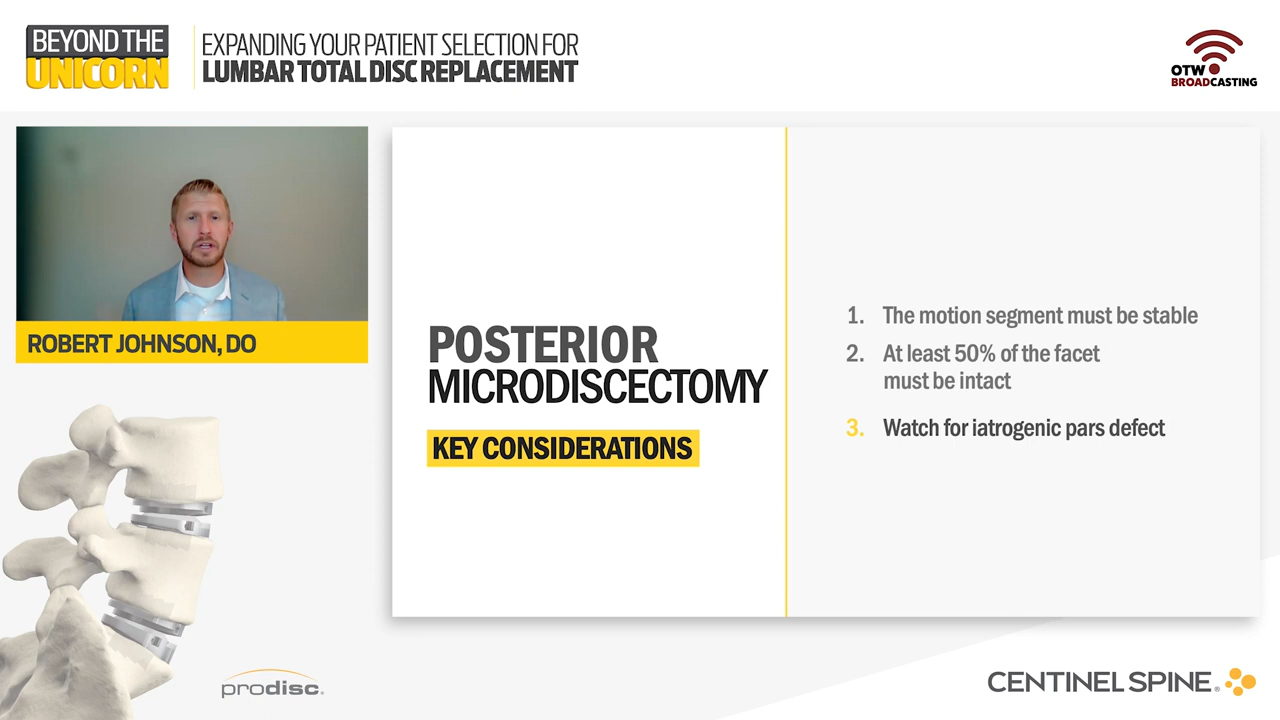 BEYOND THE
UNICORN
EXPANDING YOUR PATIENT SELECTION FOR
LUMBAR TOTAL DISC REPLACEMENT
OTW
BROADCASTING
ROBERT JOHNSON, DO
POSTERIOR
MICRODISCECTOMY
KEY CONSIDERATIONS
1. The motion segment must be stable
2. At least 50% of the facet
must be intact
3. Watch for iatrogenic pars defect
prodisc®
CENTINEL SPINE®